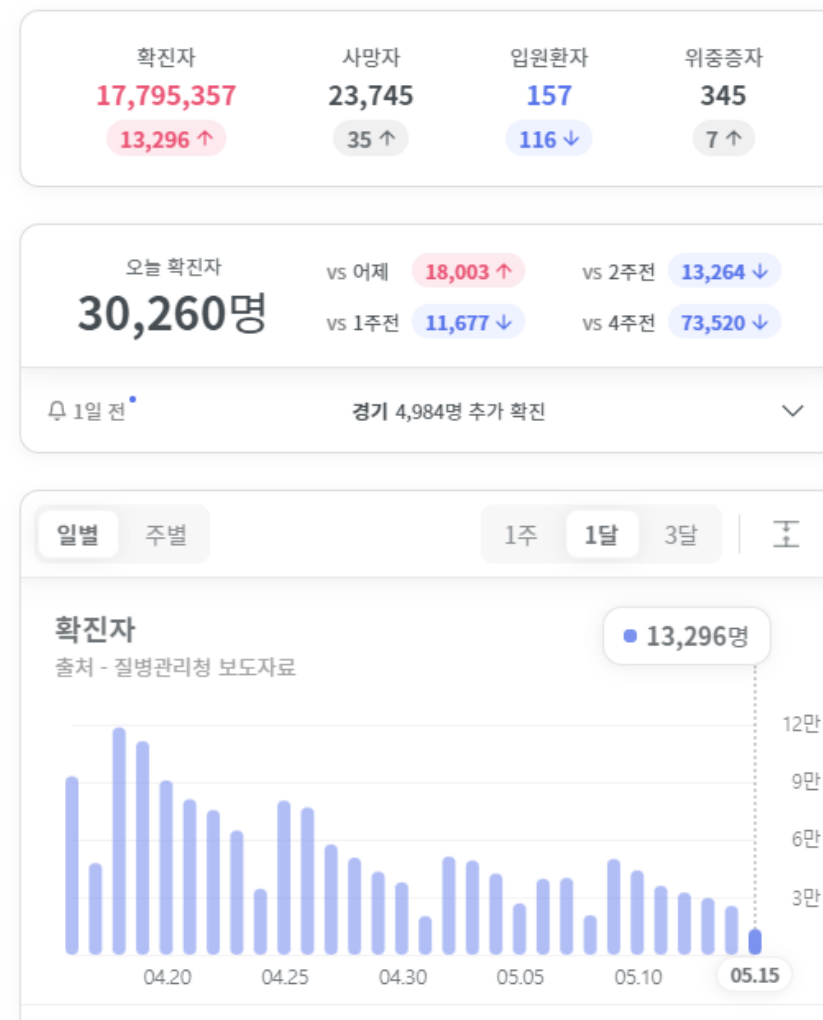 확진자 사망자 입원환자 위중증자
17,795,357 23,745 157 345
13,296 ↑ 35 ↑ 116 ↓ 7 ↑
오늘 확진자
30,260명
vs 어제 18,003 ↑ vs 2주전 13,264 ↓
vs 1주전 11,677 ↓ vs 4주전 73,520 ↓
1일 전 경기 4,984명 추가 확진
일별 주별 1주 1달 3달
확진자
출처 - 질병관리청 보도자료
13,296명
12만
9만
6만
3만
04.20 04.25 04.30 05.05 05.10 05.15